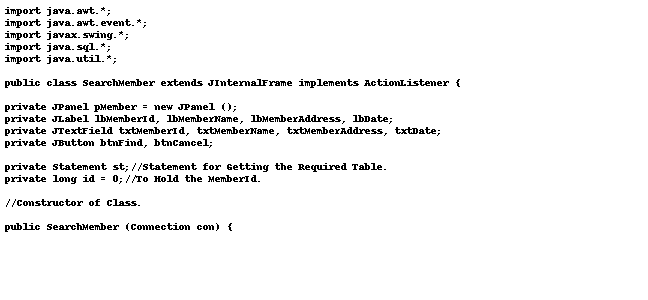 import java.awt.*;
import java.awt.event.*;
import javax.swing.*;
import java.sql.*;
import java.util.*;
public class SearchMember extends JInternalFrame implements ActionListener {
private JPanel pMember = new JPanel ();
private JLabel lbMemberId, lbMemberName, lbMemberAddress, lbDate;
private JTextField txtMemberId, txtMemberName, txtMemberAddress, txtDate;
private JButton btnFind, btnCancel;
private Statement st;//Statement for Getting the Required Table.
private long id = 0;//To Hold the MemberId.
//Constructor of Class.
public SearchMember (Connection con) {